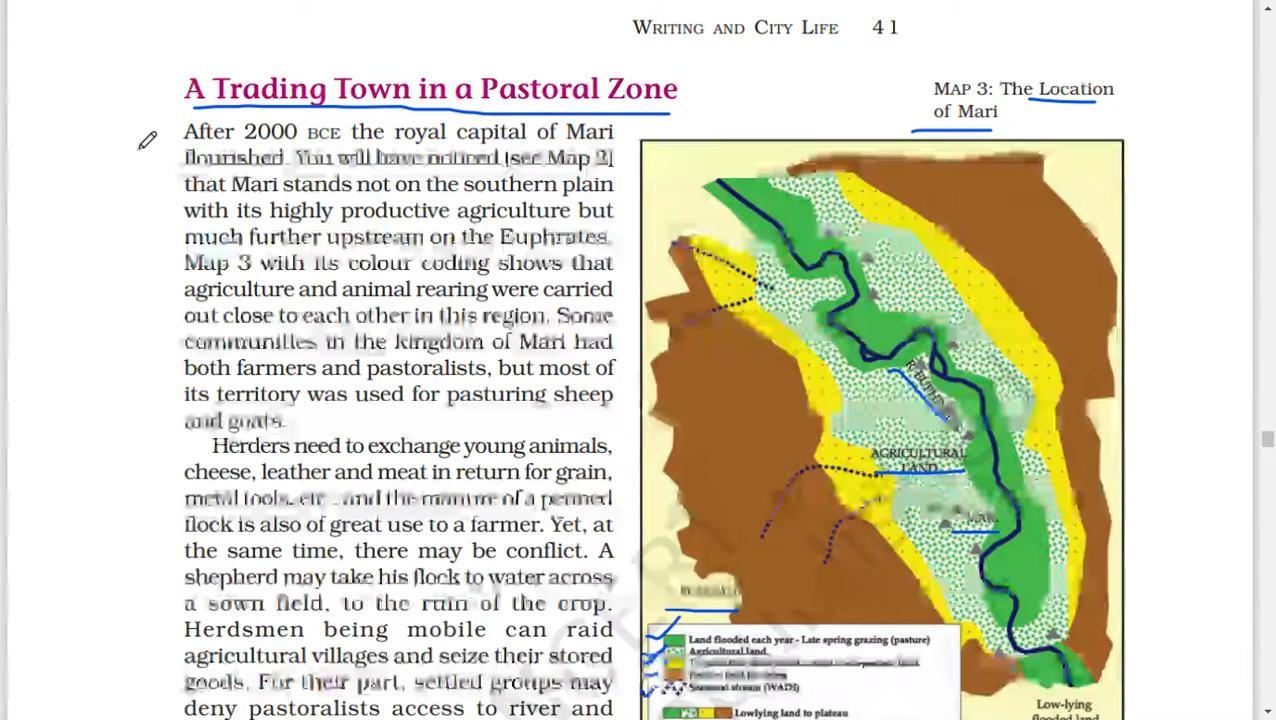 WRITING AND CITY LIFE 41
A Trading Town in a Pastoral Zone
MAP 3: The Location
of Mari
After 2000 BCE the royal capital of Mari
flourished. You will have noticed [see Map 2]
that Mari stands not on the southern plain
with its highly productive agriculture but
much further upstream on the Euphrates.
Map 3 with its colour coding shows that
agriculture and animal rearing were carried
out close to each other in this region. Some
communities in the kingdom of Mari had
both farmers and pastoralists, but most of
its territory was used for pasturing sheep
and goats.
Herders need to exchange young animals,
cheese, leather and meat in return for grain,
metal tools, etc., and the manure of a penned
flock is also of great use to a farmer. Yet, at
the same time, there may be conflict. A
shepherd may take his flock to water across
a sown field, to the ruin of the crop.
Herdsmen being mobile can raid
agricultural villages and seize their stored
goods. For their part, settled groups may
deny pastoralists access to river and
AGRICULTURAL
LAND
MARI
Land flooded each year - Late spring grazing (pasture)
Agricultural land
Seasonal stream (WADI)
Lowlying land to plateau
Low-lying
flooded land